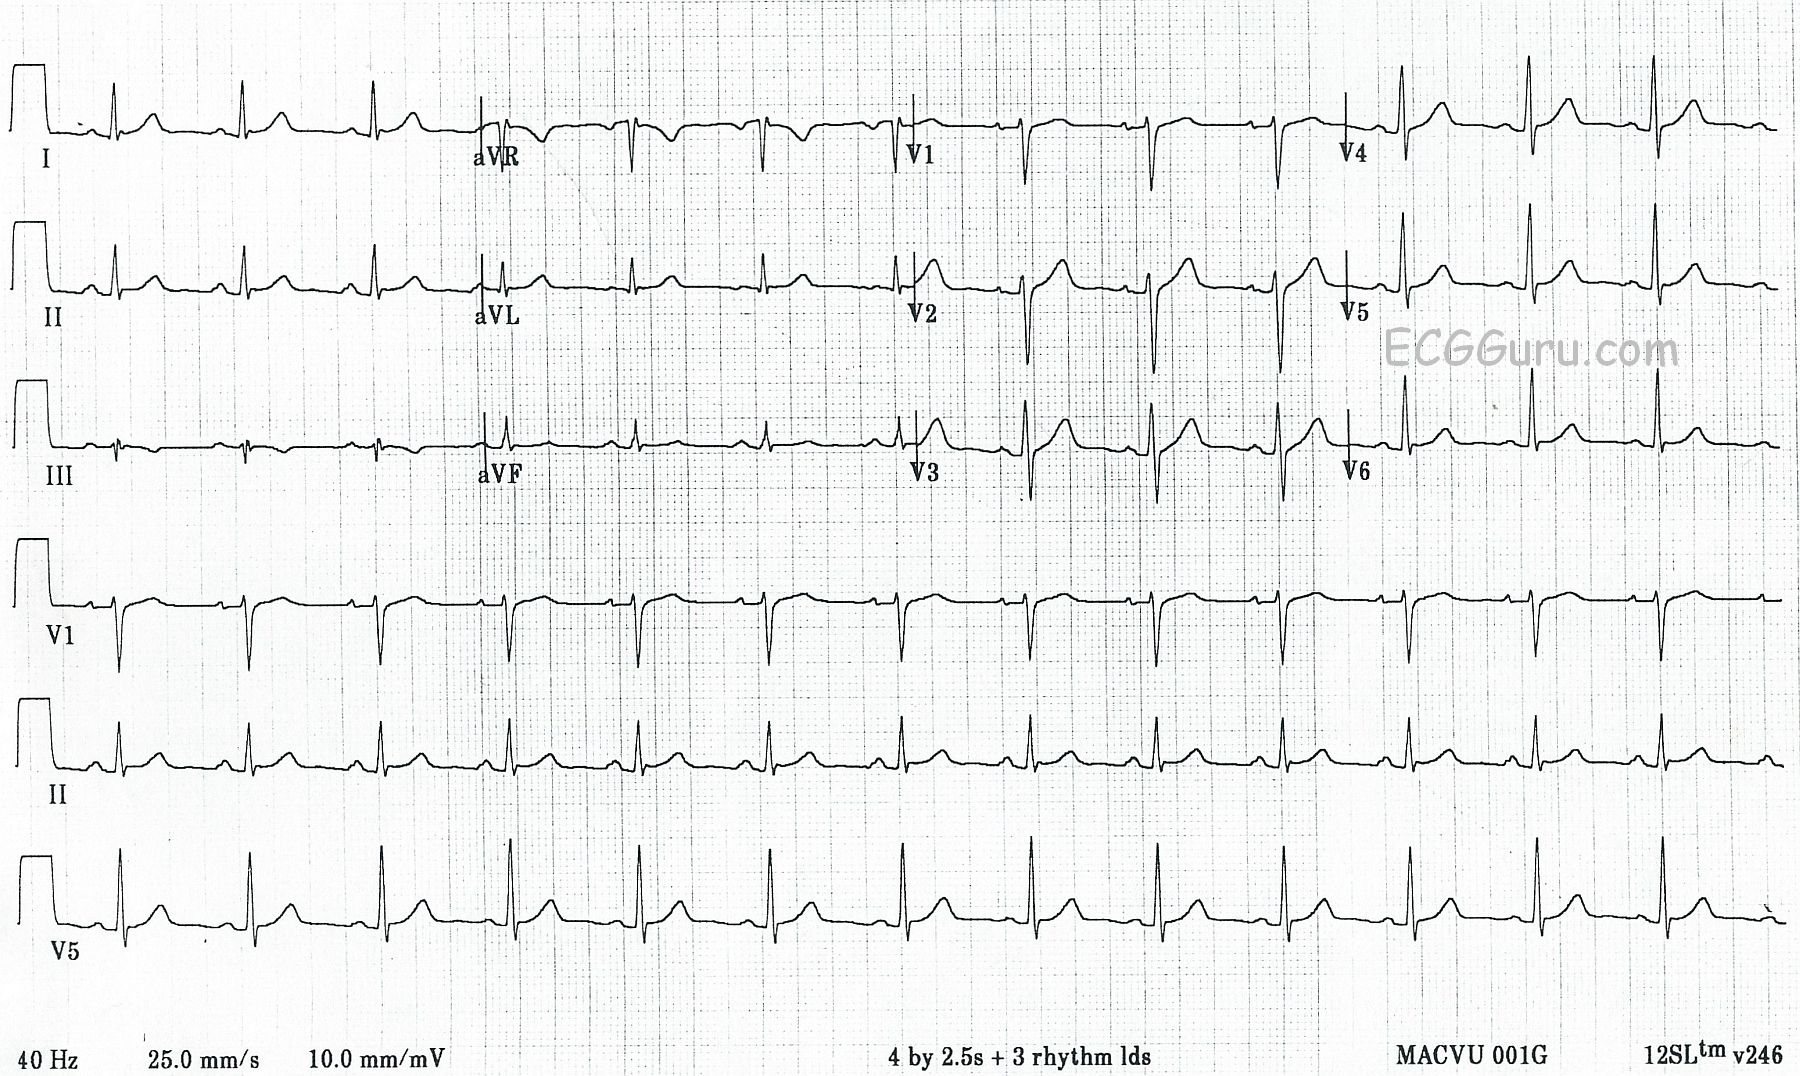 I aVR V1 V4
II aVL V2 V5
ECGGuru.com
III aVF V3 V6
V1
II
V5
40 Hz 25.0 mm/s 10.0 mm/mV 4 by 2.5s + 3 rhythm lds MACVU 001G 12SLtm v246